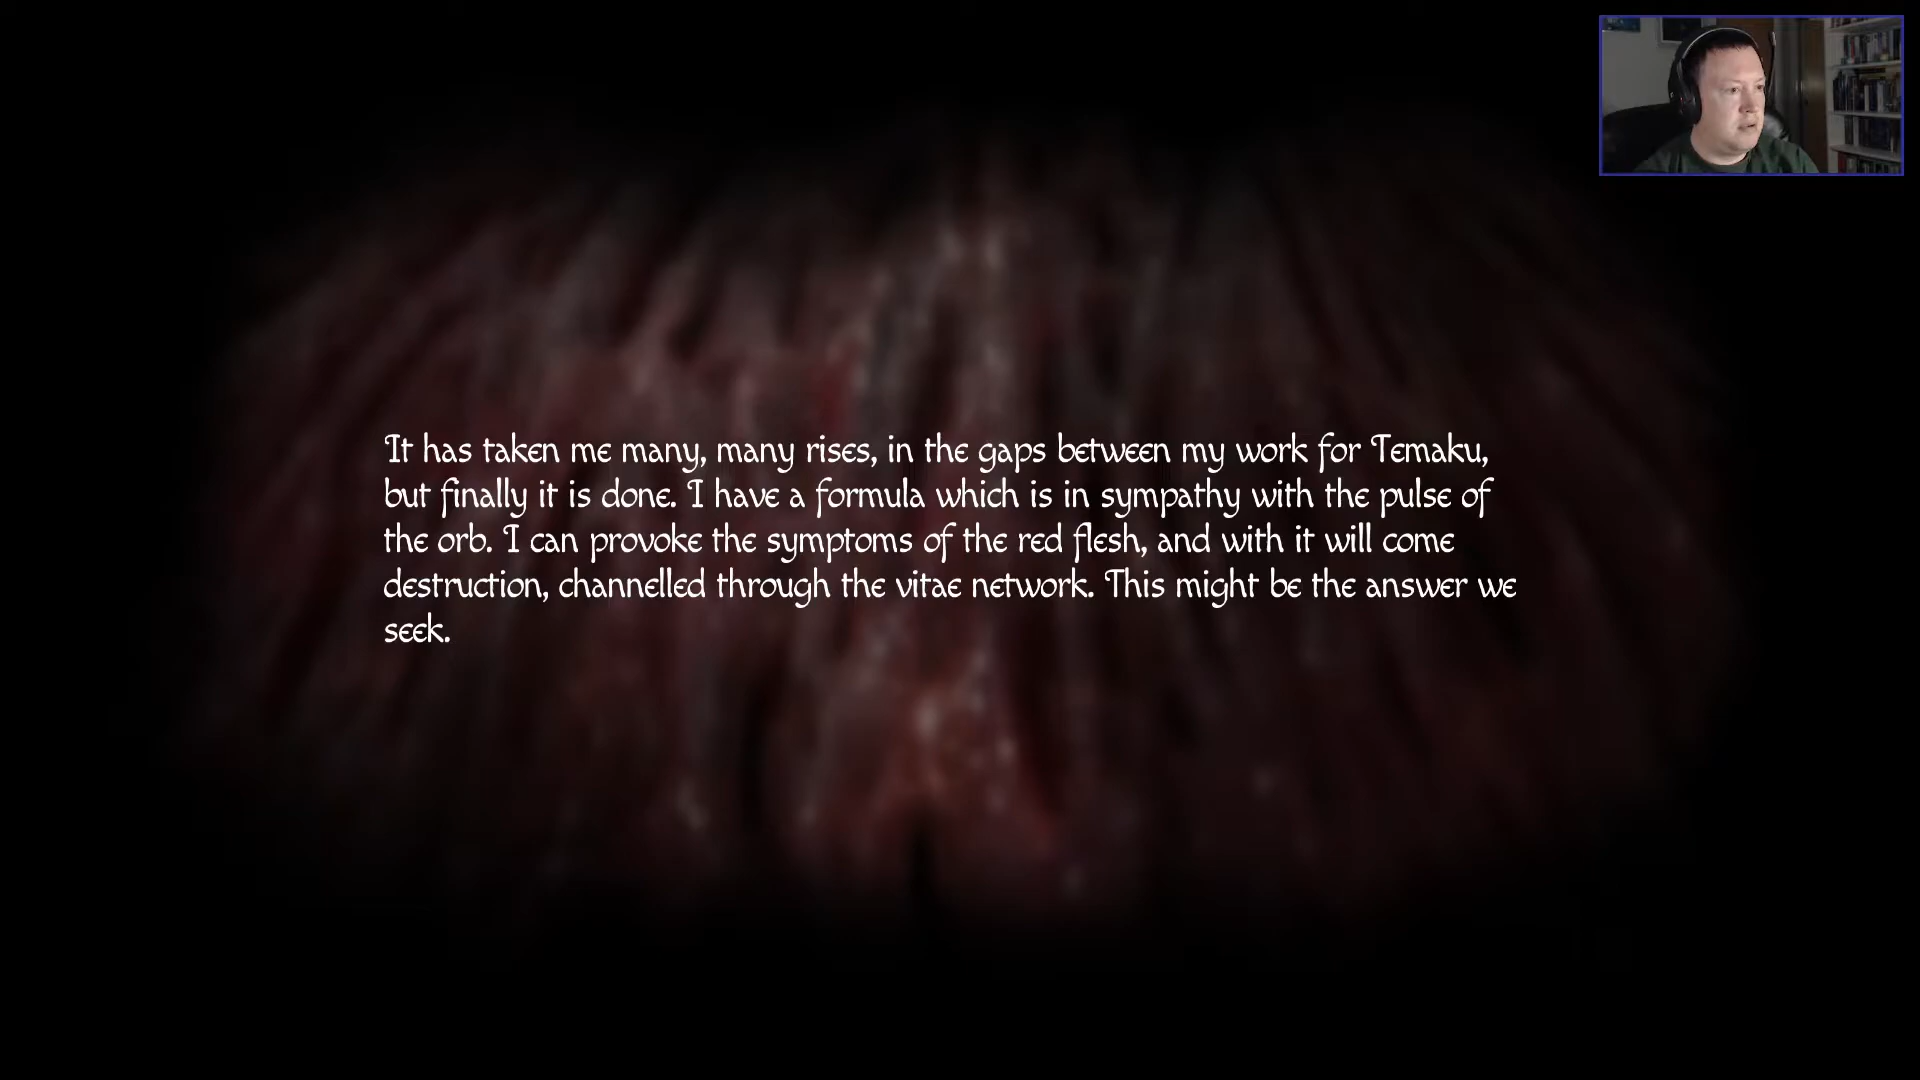 It has taken me many, many rises, in the gaps between my work for Temaku,
but finally it is done. I have a formula which is in sympathy with the pulse of
the orb. I can provoke the symptoms of the red flesh, and with it will come
destruction, channelled through the vitae network. This might be the answer we
seek.